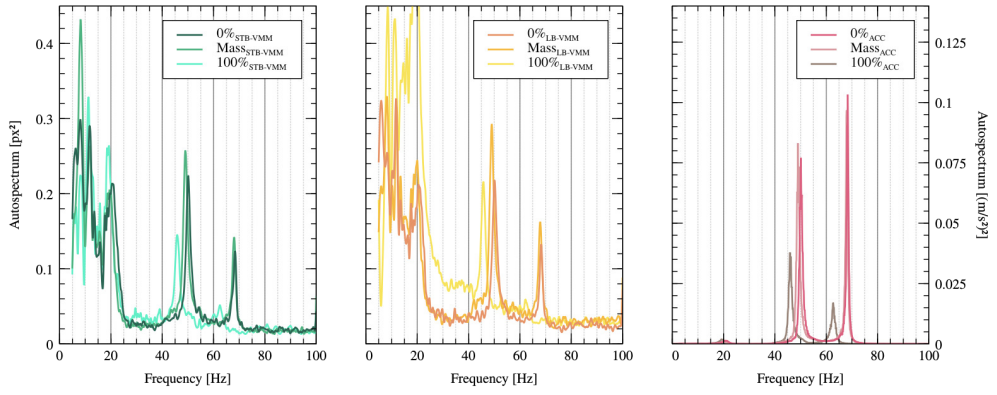 Autospectrum [px²]
0.4
0.3
0.2
0.1
0
0%STB-VMM
MassSTB-VMM
100%STB-VMM
0 20 40 60 80 100
Frequency [Hz]
0%LB-VMM
MassLB-VMM
100%LB-VMM
0 20 40 60 80 100
Frequency [Hz]
0%ACC
MassACC
100%ACC
0 20 40 60 80 100
Frequency [Hz]
0.125
0.1
0.075
0.05
0.025
0
Autospectrum [(m/s²)²]